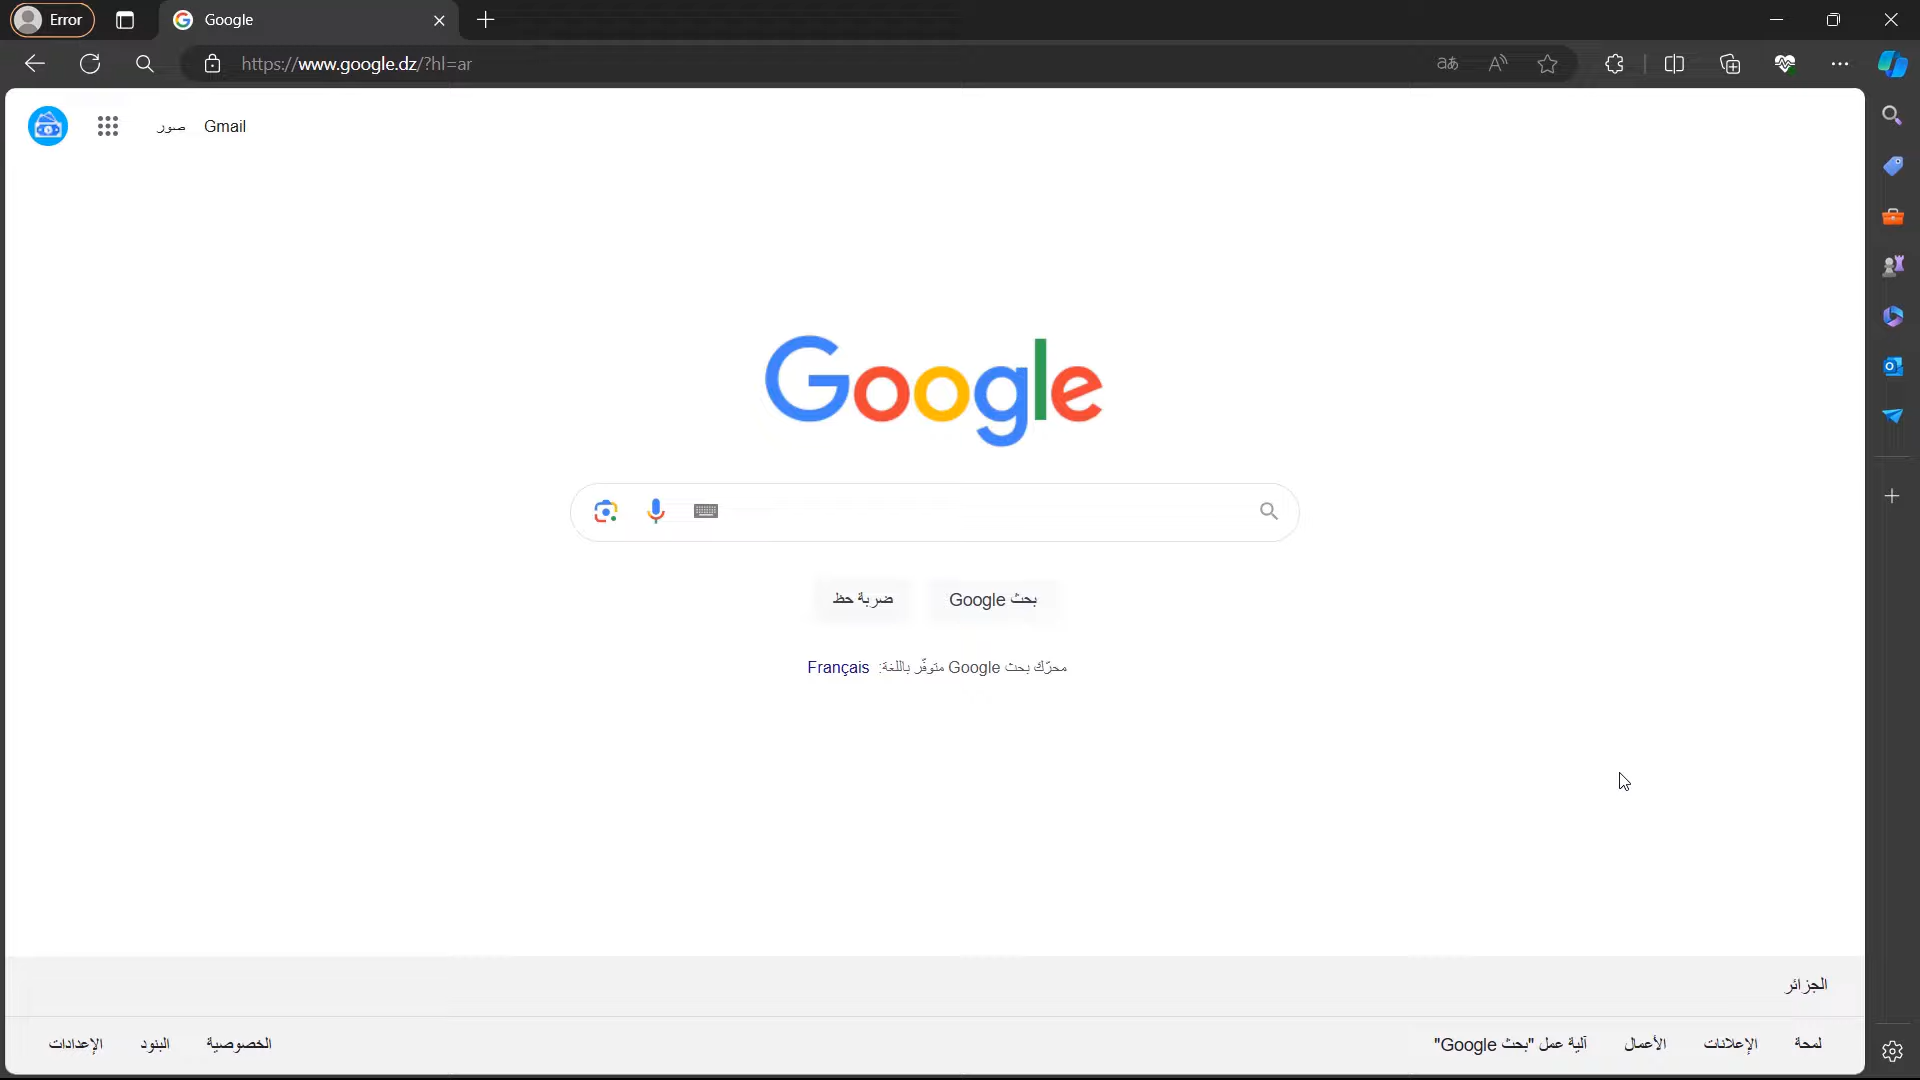 Error
Google
https://www.google.dz/?hl=ar
Gmail
صور
Google
بحث Google
ضربة حظ
محرّك بحث Google متوفّر باللغة: Français
الجزائر
لمحة
الإعلانات
الأعمال
آلية عمل "بحث Google"
الخصوصية
البنود
الإعدادات